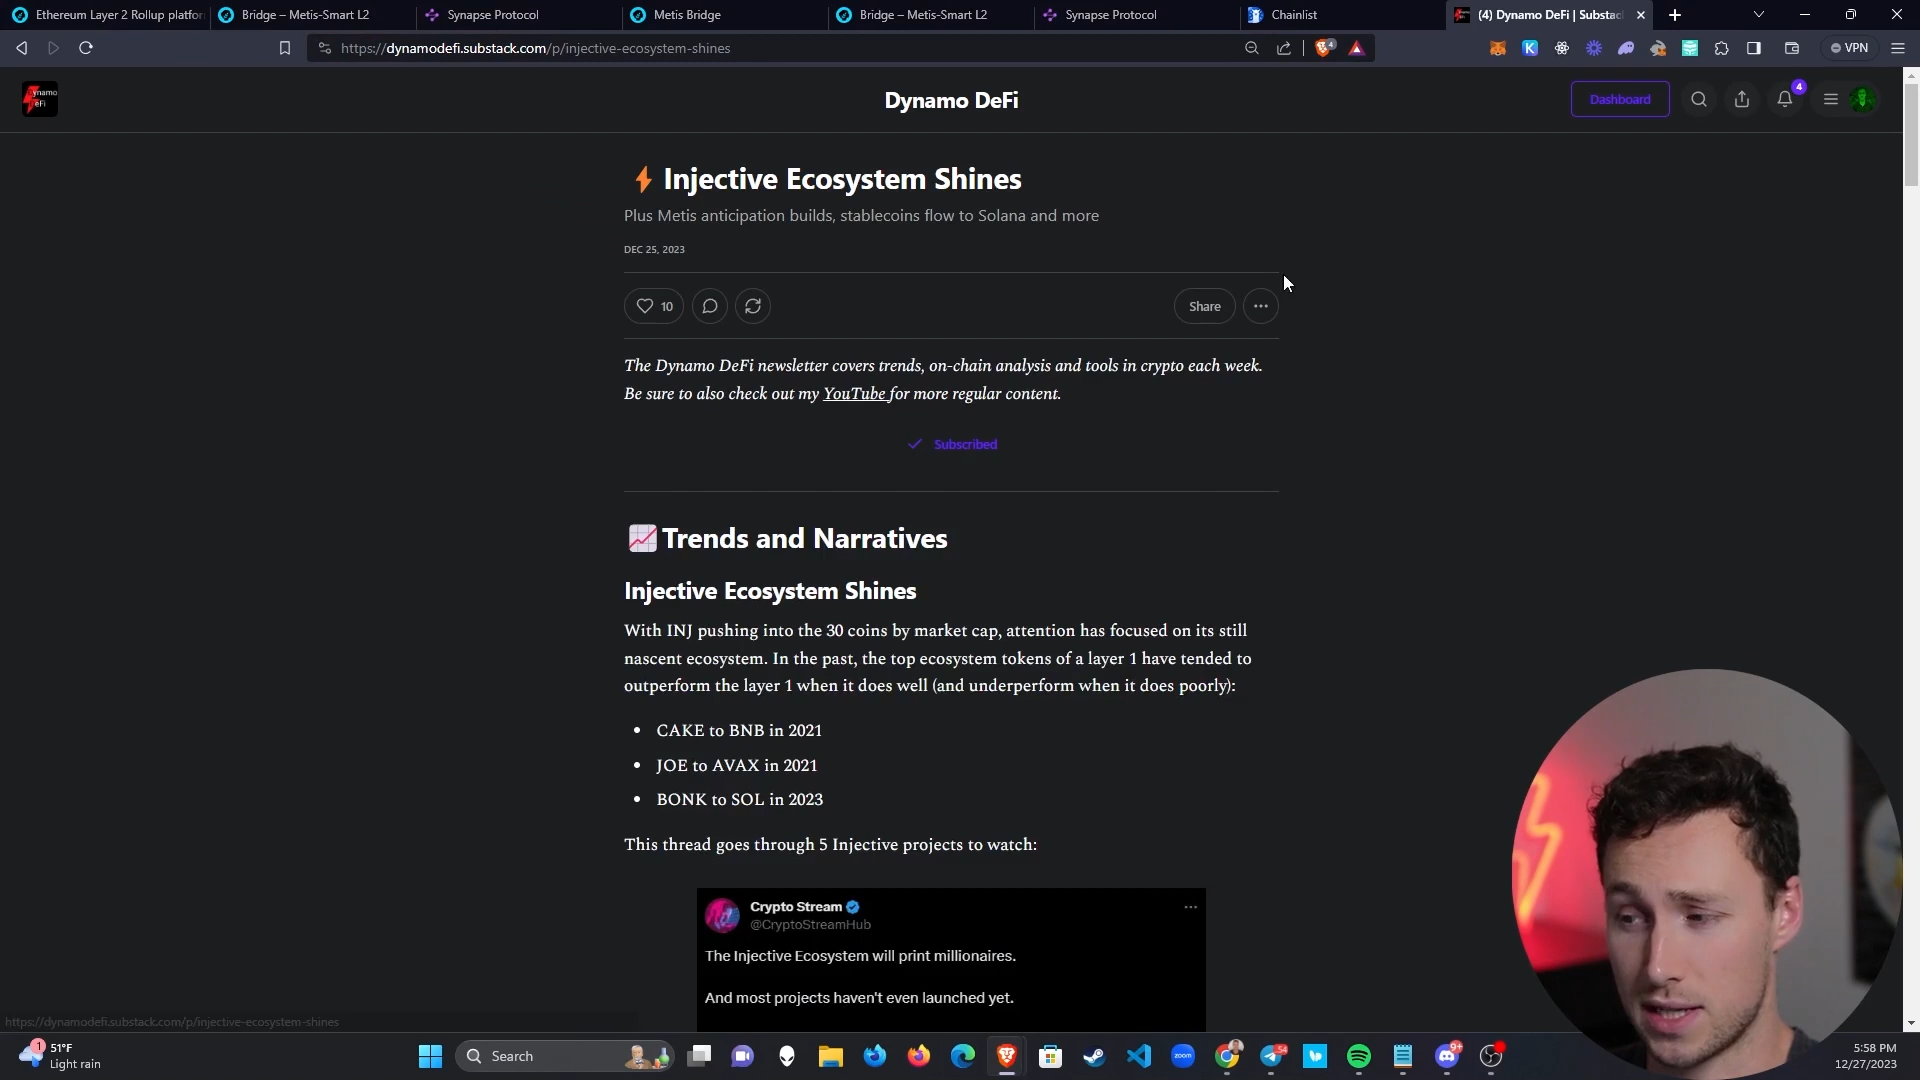 Ethereum Layer 2 Rollup platfor
Bridge – Metis-Smart L2
Synapse Protocol
Metis Bridge
Bridge – Metis-Smart L2
Synapse Protocol
Chainlist
(4) Dynamo DeFi | Substac
https://dynamodefi.substack.com/p/injective-ecosystem-shines
4
VPN
Dynamo DeFi
Dynamo DeFi
Dashboard
4
Injective Ecosystem Shines
Plus Metis anticipation builds, stablecoins flow to Solana and more
DEC 25, 2023
10
Share
The Dynamo DeFi newsletter covers trends, on-chain analysis and tools in crypto each week.
Be sure to also check out my YouTube for more regular content.
Subscribed
Trends and Narratives
Injective Ecosystem Shines
With INJ pushing into the 30 coins by market cap, attention has focused on its still
nascent ecosystem. In the past, the top ecosystem tokens of a layer 1 have tended to
outperform the layer 1 when it does well (and underperform when it does poorly):
• CAKE to BNB in 2021
• JOE to AVAX in 2021
• BONK to SOL in 2023
This thread goes through 5 Injective projects to watch:
Crypto Stream
@CryptoStreamHub
The Injective Ecosystem will print millionaires.
And most projects haven't even launched yet.
https://dynamodefi.substack.com/p/injective-ecosystem-shines
1
51°F
Light rain
Search
zoom
54
9+
5:58 PM
12/27/2023